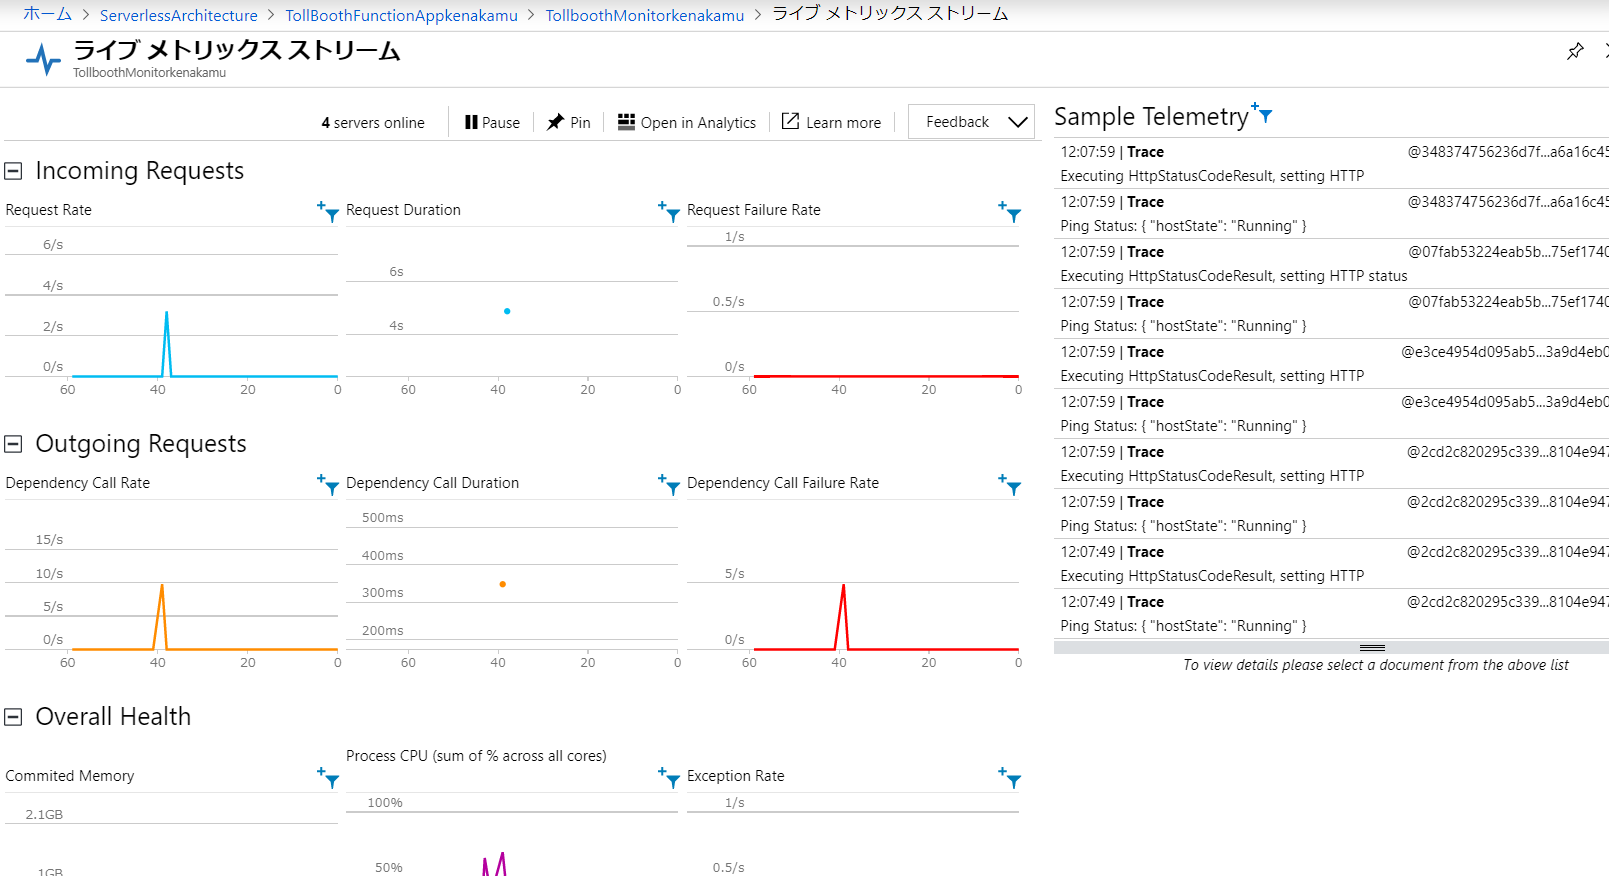 ホーム > ServerlessArchitecture > TollBoothFunctionAppkenakamu > TollboothMonitorkenakamu > ライブ メトリックス ストリーム
ライブ メトリックス ストリーム
TollboothMonitorkenakamu
4 servers online Pause Pin Open in Analytics Learn more Feedback
Incoming Requests
Request Rate
6/s
4/s
2/s
0/s
60 40 20 0
Request Duration
6s
4s
60 40 20 0
Request Failure Rate
1/s
0.5/s
0/s
60 40 20 0
Outgoing Requests
Dependency Call Rate
15/s
10/s
5/s
0/s
60 40 20 0
Dependency Call Duration
500ms
400ms
300ms
200ms
60 40 20 0
Dependency Call Failure Rate
5/s
0/s
60 40 20 0
Overall Health
Commited Memory
2.1GB
1GB
Process CPU (sum of % across all cores)
100%
50%
Exception Rate
1/s
0.5/s
Sample Telemetry
12:07:59 | Trace @348374756236d7f...a6a16c45
Executing HttpStatusCodeResult, setting HTTP
12:07:59 | Trace @348374756236d7f...a6a16c45
Ping Status: { "hostState": "Running" }
12:07:59 | Trace @07fab53224eab5b...75ef1740
Executing HttpStatusCodeResult, setting HTTP status
12:07:59 | Trace @07fab53224eab5b...75ef1740
Ping Status: { "hostState": "Running" }
12:07:59 | Trace @e3ce4954d095ab5...3a9d4eb0
Executing HttpStatusCodeResult, setting HTTP
12:07:59 | Trace @e3ce4954d095ab5...3a9d4eb0
Ping Status: { "hostState": "Running" }
12:07:59 | Trace @2cd2c820295c339...8104e947
Executing HttpStatusCodeResult, setting HTTP
12:07:59 | Trace @2cd2c820295c339...8104e947
Ping Status: { "hostState": "Running" }
12:07:49 | Trace @2cd2c820295c339...8104e947
Executing HttpStatusCodeResult, setting HTTP
12:07:49 | Trace @2cd2c820295c339...8104e947
Ping Status: { "hostState": "Running" }
To view details please select a document from the above list